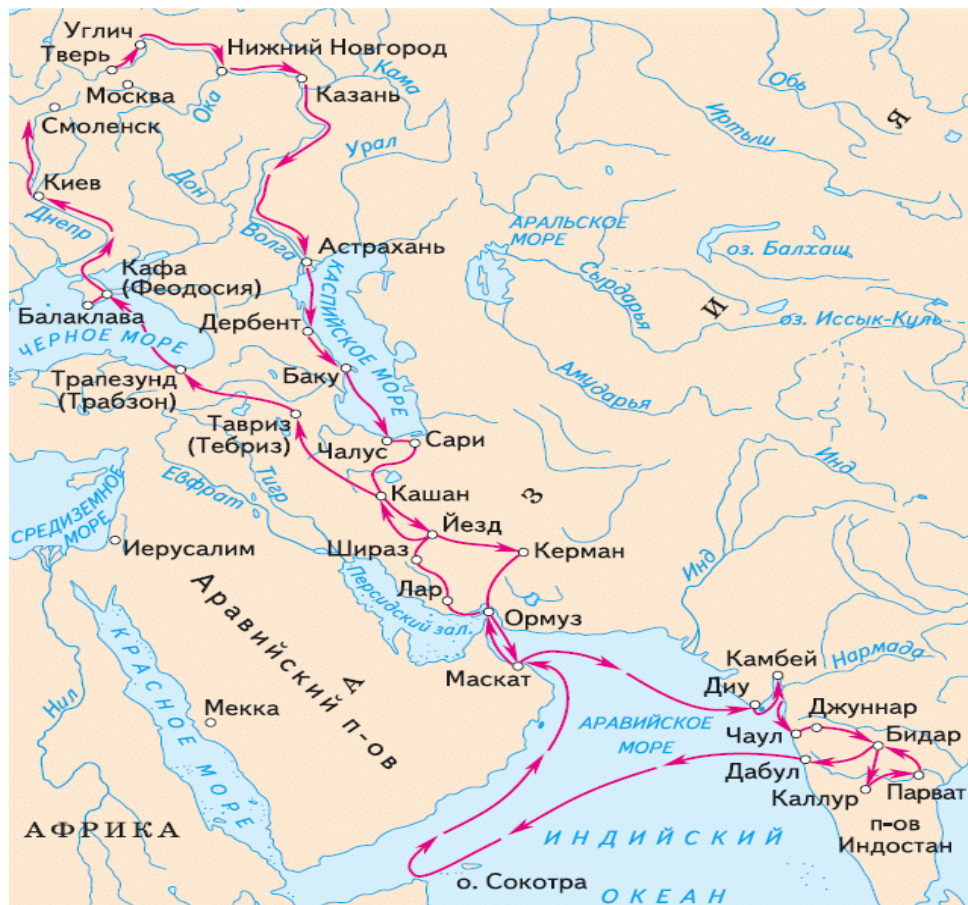 Углич
Тверь
Нижний Новгород
Москва
Ока
Кама
Казань
Обь
Иртыш
Я
Смоленск
Урал
Киев
Дон
Днепр
Волга
Астрахань
АРАЛЬСКОЕ
МОРЕ
оз. Балхаш
Кафа
(Феодосия)
КАСПИЙСКОЕ МОРЕ
Сырдарья
И
Балаклава
ЧЕРНОЕ МОРЕ
Дербент
оз. Иссык-Куль
Трапезунд
(Трабзон)
Баку
Амударья
Тавриз
(Тебриз)
Чалус
Сари
Инд
Евфрат
Тигр
Кашан
З
СРЕДИЗЕМНОЕ
МОРЕ
Йезд
Иерусалим
Шираз
Керман
Инд
Лар
Персидский зал.
Ормуз
Аравийский п-ов
КРАСНОЕ МОРЕ
Маскат
Камбей
Нармада
А
Нил
Мекка
Диу
Джуннар
АРАВИЙСКОЕ
МОРЕ
Чаул
Бидар
Дабул
Каллур
Парват
АФРИКА
п-ов
Индостан
ИНДИЙСКИЙ
о. Сокотра
ОКЕАН